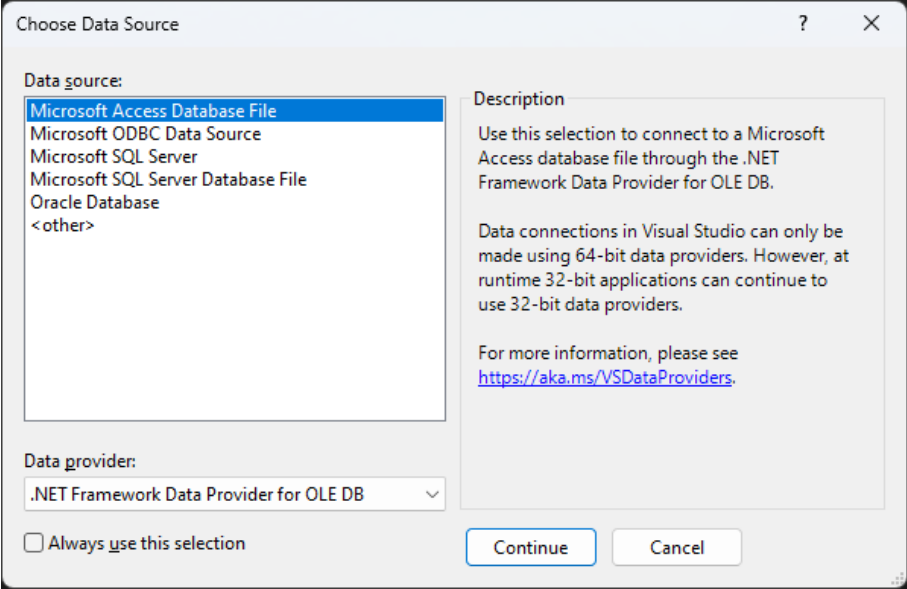 Choose Data Source
?
Data source:
Microsoft Access Database File
Microsoft ODBC Data Source
Microsoft SQL Server
Microsoft SQL Server Database File
Oracle Database
<other>
Description
Use this selection to connect to a Microsoft
Access database file through the .NET
Framework Data Provider for OLE DB.
Data connections in Visual Studio can only be
made using 64-bit data providers. However, at
runtime 32-bit applications can continue to
use 32-bit data providers.
For more information, please see
https://aka.ms/VSDataProviders.
Data provider:
.NET Framework Data Provider for OLE DB
Always use this selection
Continue
Cancel